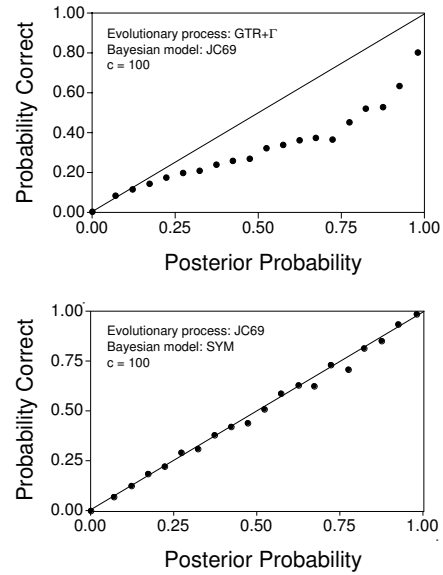 1.00
0.80
0.60
0.40
0.20
0.00
Probability Correct
Evolutionary process: GTR+Γ
Bayesian model: JC69
c = 100
0.00 0.25 0.50 0.75 1.00
Posterior Probability
1.00
0.75
0.50
0.25
0.00
Probability Correct
Evolutionary process: JC69
Bayesian model: SYM
c = 100
0.00 0.25 0.50 0.75 1.00
Posterior Probability